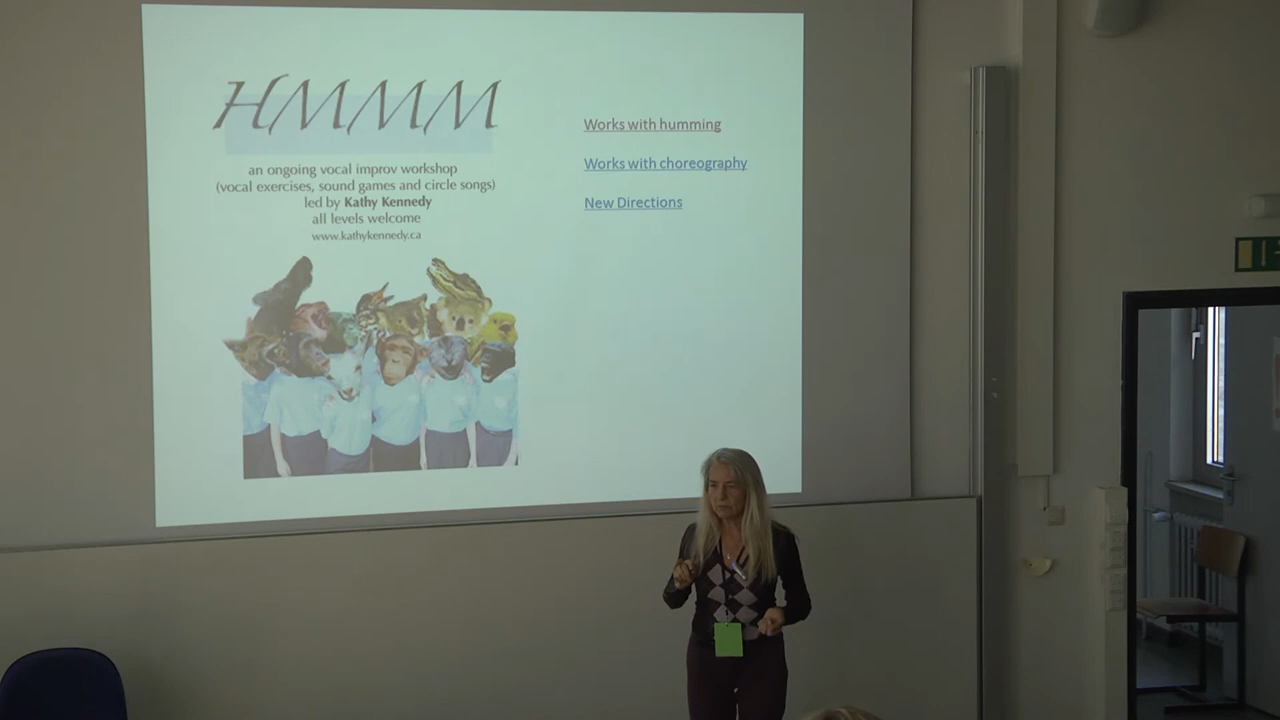 HMMM
an ongoing vocal improv workshop
(vocal exercises, sound games and circle songs)
led by Kathy Kennedy
all levels welcome
www.kathykennedy.ca
Works with humming
Works with choreography
New Directions